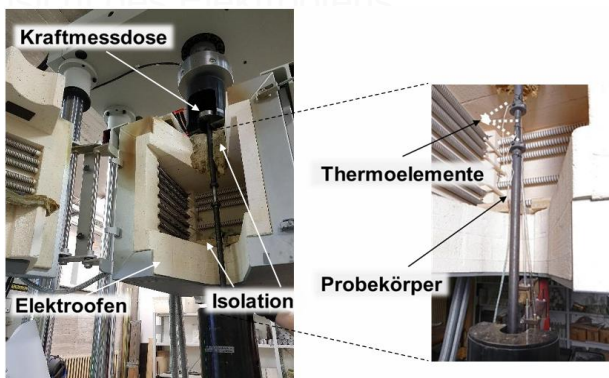 Kraftmessdose
Thermoelemente
Probekörper
Elektroofen
Isolation